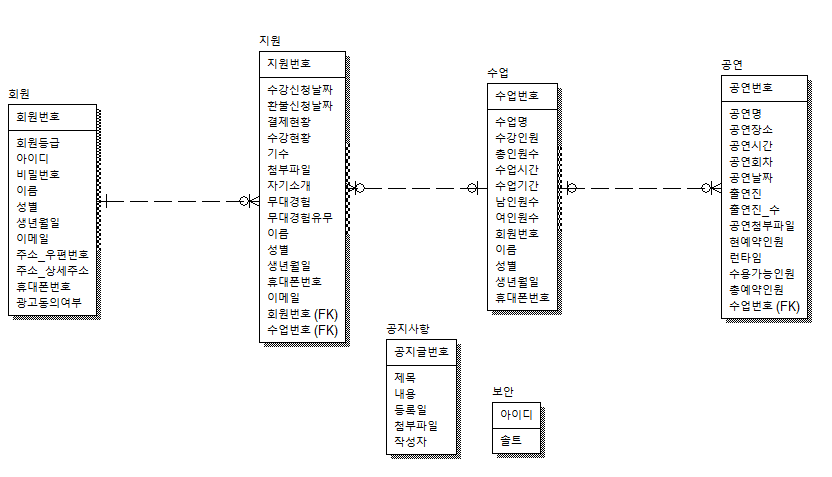 회원
회원번호
회원등급
아이디
비밀번호
이름
성별
생년월일
이메일
주소_우편번호
주소_상세주소
휴대폰번호
광고동의여부
지원
지원번호
수강신청날짜
환불신청날짜
결제현황
수강현황
기수
첨부파일
자기소개
무대경험
무대경험유무
이름
성별
생년월일
휴대폰번호
이메일
회원번호 (FK)
수업번호 (FK)
수업
수업번호
수업명
수강인원
총인원수
수업시간
수업기간
남인원수
여인원수
회원번호
이름
성별
생년월일
휴대폰번호
공연
공연번호
공연명
공연장소
공연시간
공연회차
공연날짜
출연진
출연진_수
공연첨부파일
현예약인원
런타임
수용가능인원
총예약인원
수업번호 (FK)
공지사항
공지글번호
제목
내용
등록일
첨부파일
작성자
보안
아이디
솔트